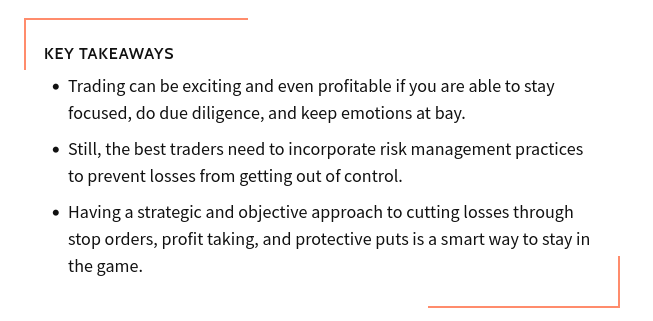 KEY TAKEAWAYS
• Trading can be exciting and even profitable if you are able to stay
focused, do due diligence, and keep emotions at bay.
• Still, the best traders need to incorporate risk management practices
to prevent losses from getting out of control.
• Having a strategic and objective approach to cutting losses through
stop orders, profit taking, and protective puts is a smart way to stay in
the game.